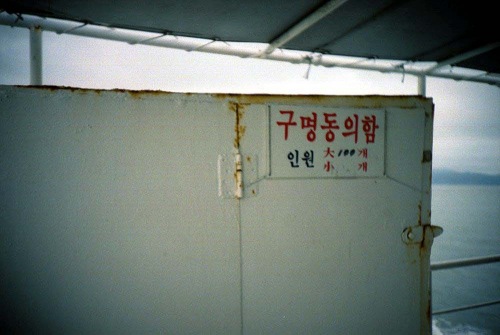 구명동의함
인원 大 100 개
小 개